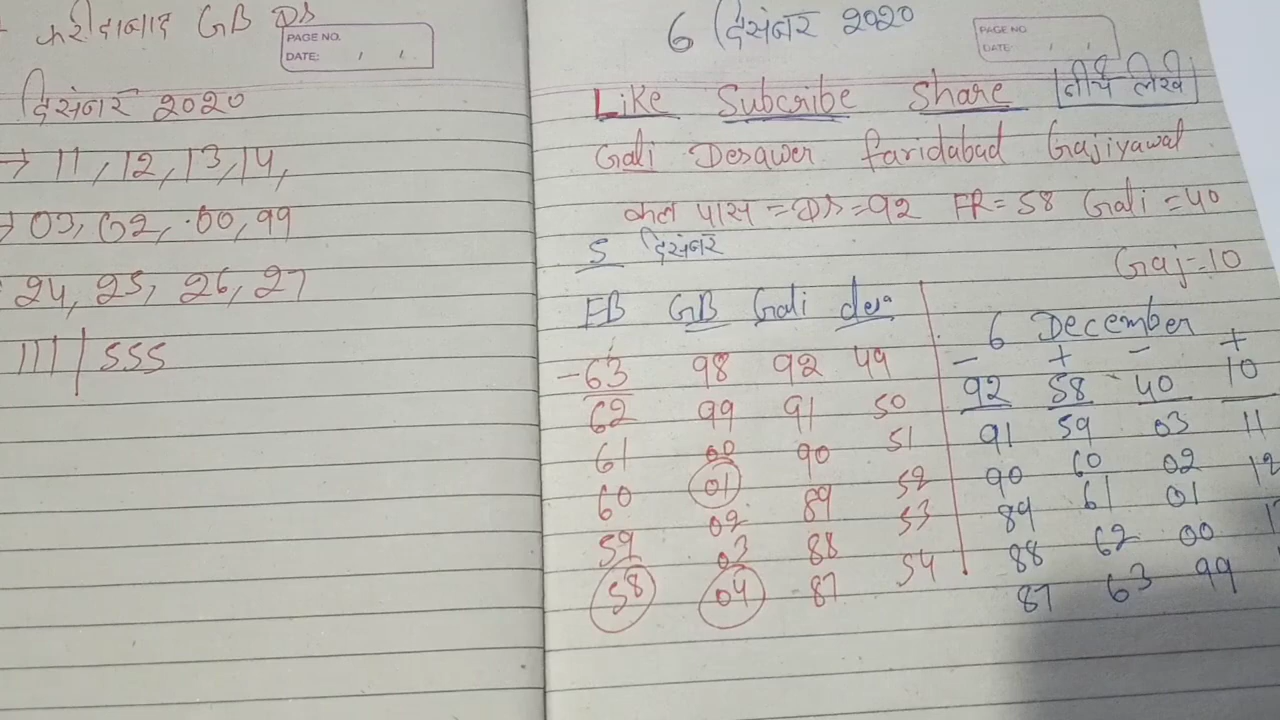 फरीदाबाद GB DS
PAGE NO.
DATE:
दिसंबर 2020
→ 11, 12, 13, 14,
→ 03, 02, 00, 99
24, 25, 26, 27
111 | 555
6 दिसंबर 2020
PAGE NO
DATE
Like Subcribe Share नीचे लिखे
Gali Desawer faridabad Gajiyawad
कल पास = DS = 92 FR = 58 Gali = 40
5 दिसंबर
Gaj = 10
FB GB Gali des
6 December
- + - +
-63 98 92 49 92 58 40 10
62 99 91 50 91 59 03 11
61 00 90 51 90 60 02 12
60 01 89 52 89 61 01
59 02 88 53 88 62 00
58 03 87 54 87 63 99
04